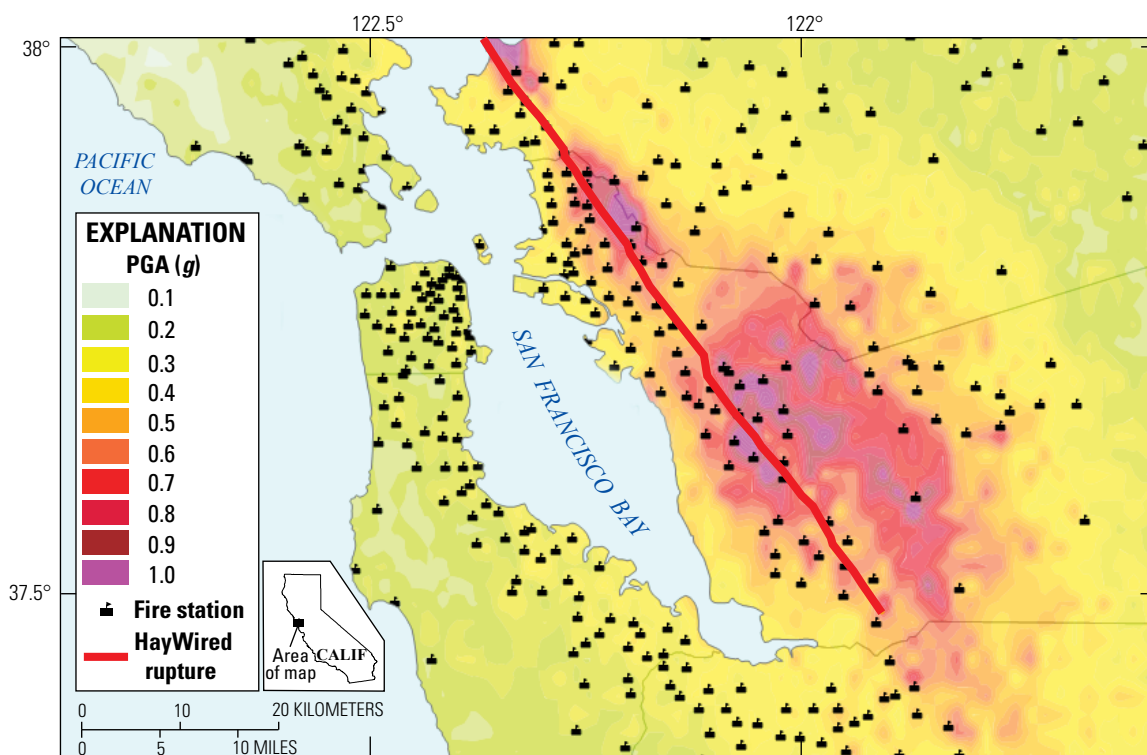 122.5°
122°
38°
PACIFIC
OCEAN
EXPLANATION
PGA (g)
0.1
0.2
0.3
0.4
0.5
0.6
0.7
0.8
0.9
1.0
Fire station
HayWired
rupture
SAN FRANCISCO BAY
37.5°
CALIF
Area
of map
0 10 20 KILOMETERS
0 5 10 MILES